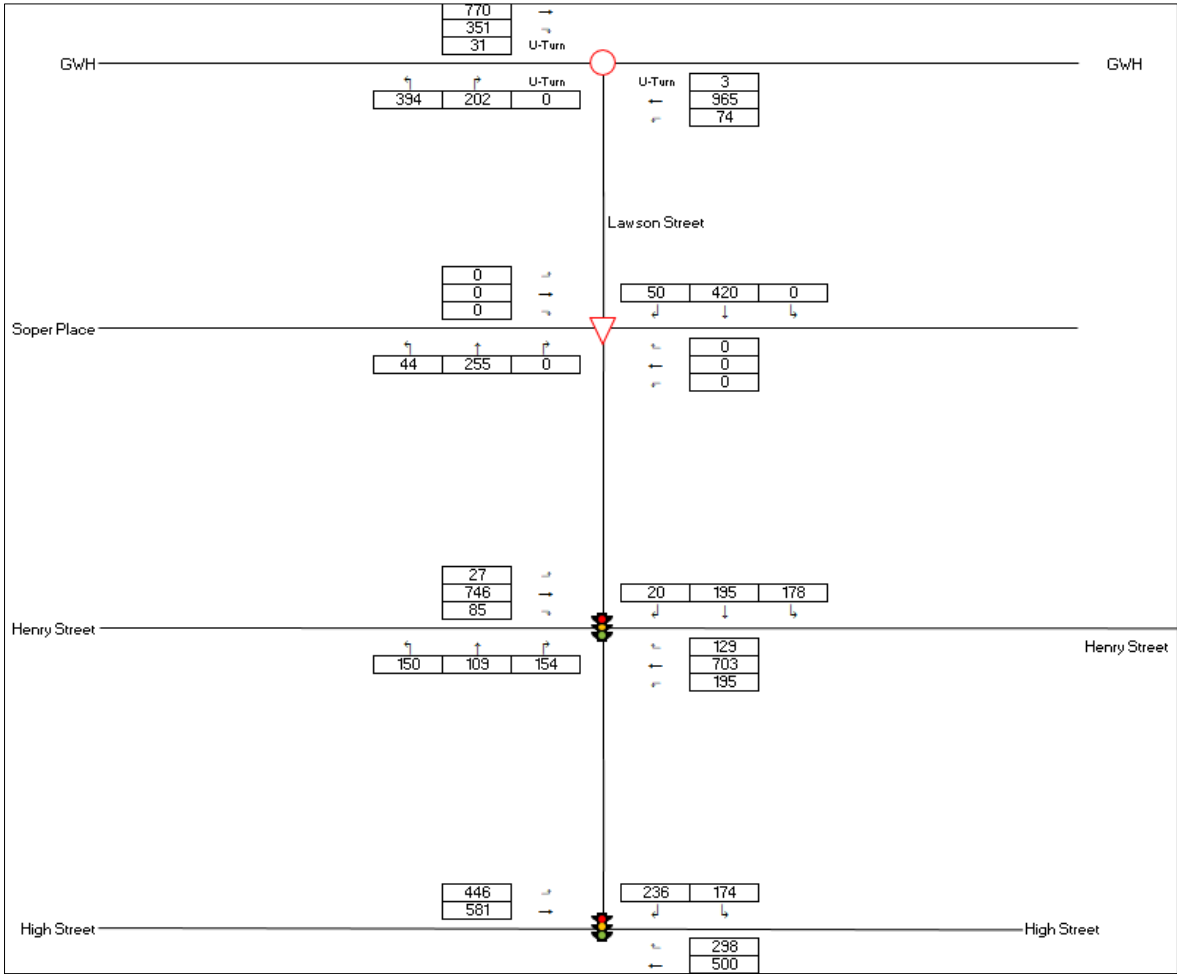 770
351
31 U-Turn
GWH GWH
U-Turn U-Turn 3
394 202 0 965
74
Lawson Street
0
0 50 420 0
0
Soper Place
0
44 255 0 0
0
27
746 20 195 178
85
Henry Street
129 Henry Street
150 109 154 703
195
446 236 174
581
High Street High Street
298
500